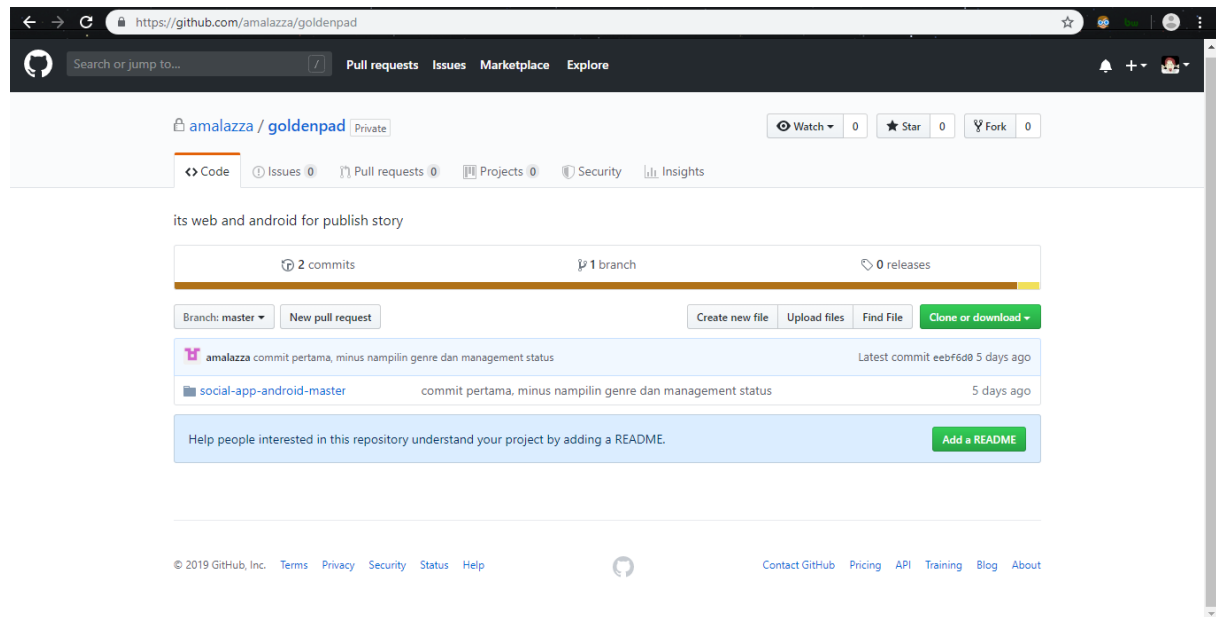 https://github.com/amalazza/goldenpad
Search or jump to... / Pull requests Issues Marketplace Explore
amalazza / goldenpad Private Watch 0 Star 0 Fork 0
Code Issues 0 Pull requests 0 Projects 0 Security Insights
its web and android for publish story
2 commits 1 branch 0 releases
Branch: master New pull request Create new file Upload files Find File Clone or download
amalazza commit pertama, minus nampilin genre dan management status Latest commit eebf6d0 5 days ago
social-app-android-master commit pertama, minus nampilin genre dan management status 5 days ago
Help people interested in this repository understand your project by adding a README. Add a README
© 2019 GitHub, Inc. Terms Privacy Security Status Help Contact GitHub Pricing API Training Blog About